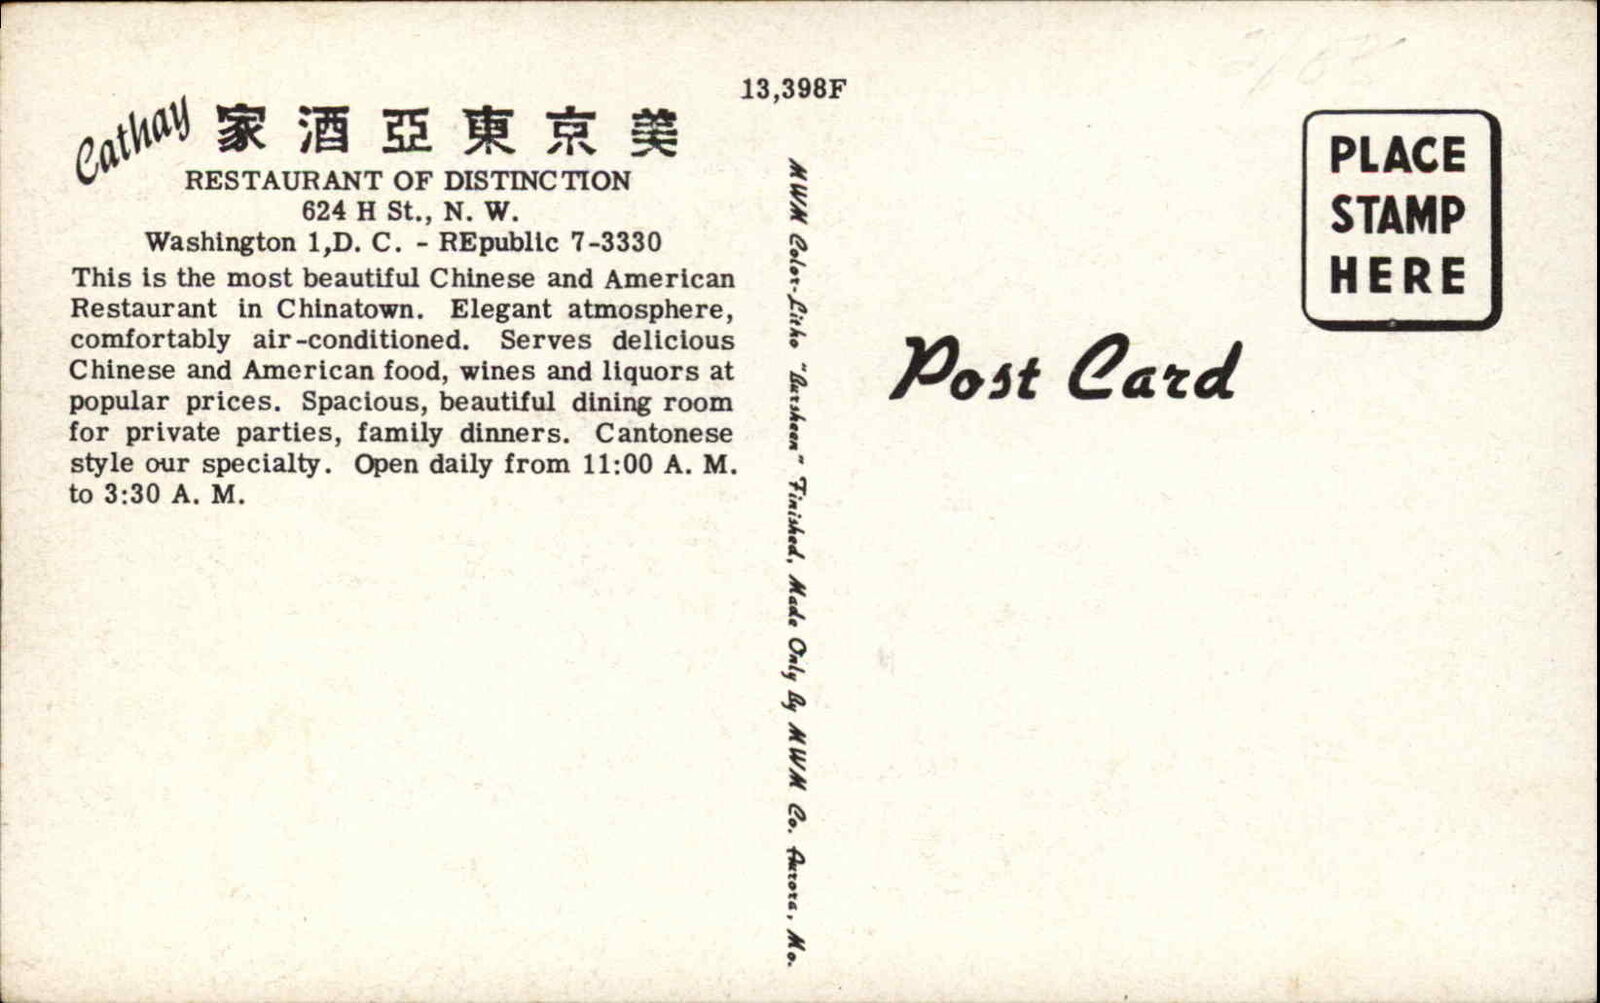 13,398F
Cathay 家酒亞東京美
RESTAURANT OF DISTINCTION
624 H St., N. W.
Washington 1,D. C. - REpublic 7-3330
This is the most beautiful Chinese and American
Restaurant in Chinatown. Elegant atmosphere,
comfortably air-conditioned. Serves delicious
Chinese and American food, wines and liquors at
popular prices. Spacious, beautiful dining room
for private parties, family dinners. Cantonese
style our specialty. Open daily from 11:00 A. M.
to 3:30 A. M.
MWM Color-Litho "Aursheen" Finished, Made Only By MWM Co. Aurora, Mo.
PLACE
STAMP
HERE
Post Card